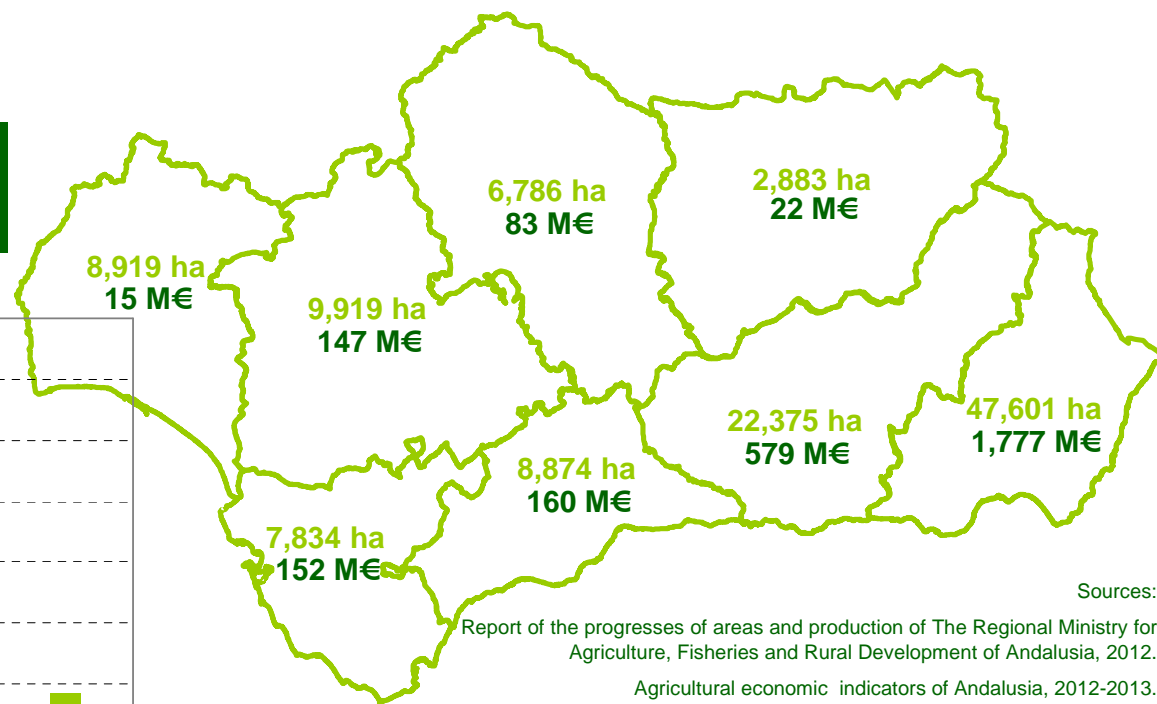 6,786 ha
83 M€
2,883 ha
22 M€
8,919 ha
15 M€
9,919 ha
147 M€
22,375 ha
579 M€
47,601 ha
1,777 M€
8,874 ha
160 M€
7,834 ha
152 M€
Sources:
Report of the progresses of areas and production of The Regional Ministry for
Agriculture, Fisheries and Rural Development of Andalusia, 2012.
Agricultural economic indicators of Andalusia, 2012-2013.